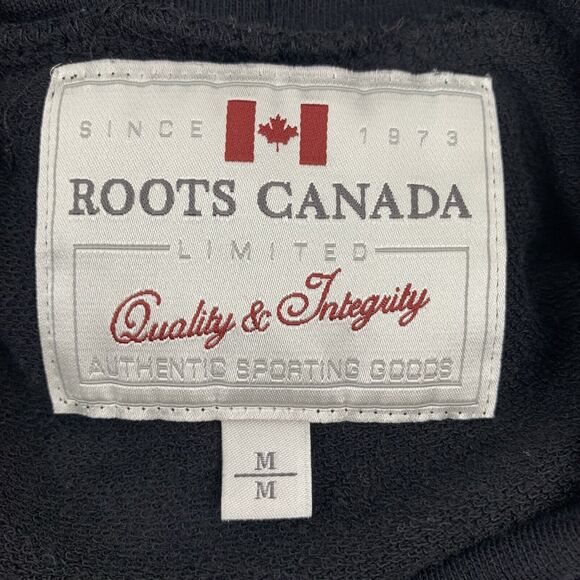 SINCE 1973
ROOTS CANADA
LIMITED
Quality & Integrity
AUTHENTIC SPORTING GOODS
M
M